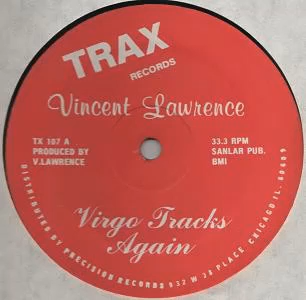 TRAX
RECORDS
Vincent Lawrence
TX 107 A
PRODUCED BY
V.LAWRENCE
33.3 RPM
SANLAR PUB.
BMI
Virgo Tracks
Again
DISTRIBUTED BY PRECISION RECORDS 932 W 38 PLACE, CHICAGO IL. 60609